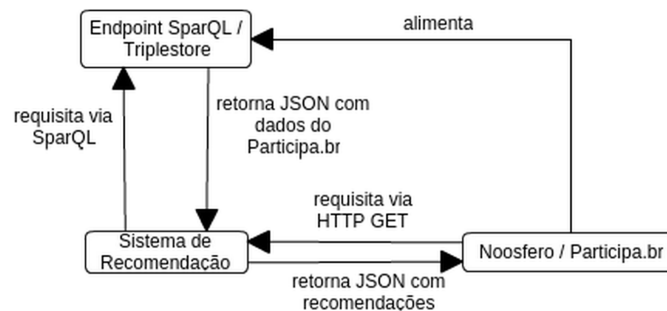 Endpoint SparQL /
Triplestore
alimenta
requisita via
SparQL
retorna JSON com
dados do
Participa.br
requisita via
HTTP GET
Sistema de
Recomendação
Noosfero / Participa.br
retorna JSON com
recomendações